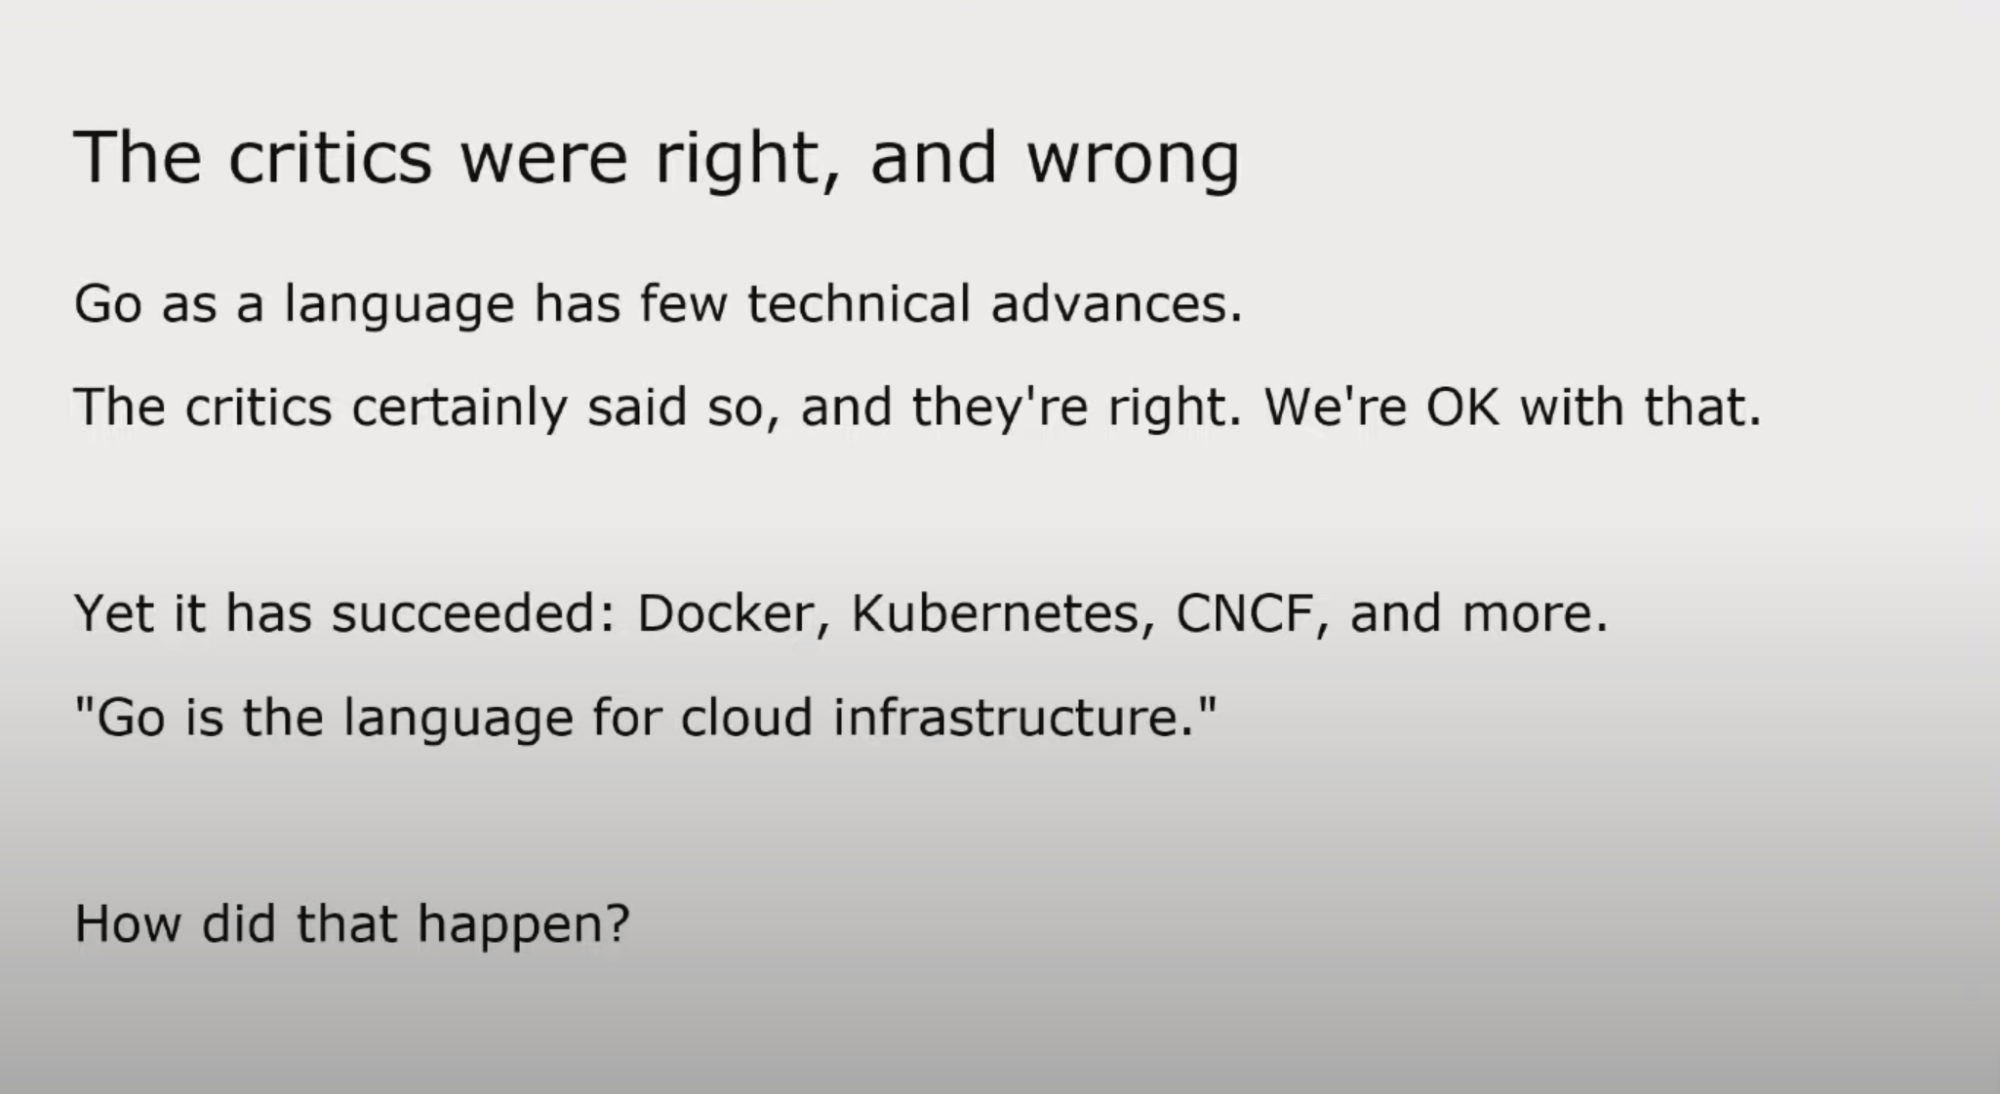 The critics were right, and wrong
Go as a language has few technical advances.
The critics certainly said so, and they're right. We're OK with that.
Yet it has succeeded: Docker, Kubernetes, CNCF, and more.
"Go is the language for cloud infrastructure."
How did that happen?